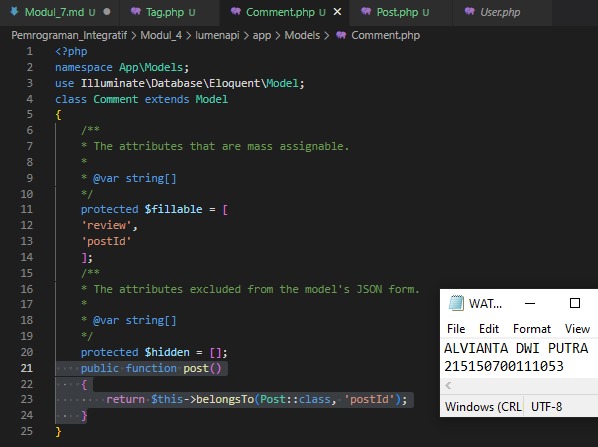 Modul_7.md U
Tag.php U
Comment.php U
Post.php U
User.php
Pemrograman_Integratif > Modul_4 > lumenapi > app > Models > Comment.php
1 <?php
2 namespace App\Models;
3 use Illuminate\Database\Eloquent\Model;
4 class Comment extends Model
5 {
6 /**
7 * The attributes that are mass assignable.
8 *
9 * @var string[]
10 */
11 protected $fillable = [
12 'review',
13 'postId'
14 ];
15 /**
16 * The attributes excluded from the model's JSON form.
17 *
18 * @var string[]
19 */
20 protected $hidden = [];
21 public function post()
22 {
23 return $this->belongsTo(Post::class, 'postId');
24 }
25 }
WAT...
File Edit Format View
ALVIANTA DWI PUTRA
215150700111053
Windows (CRL UTF-8